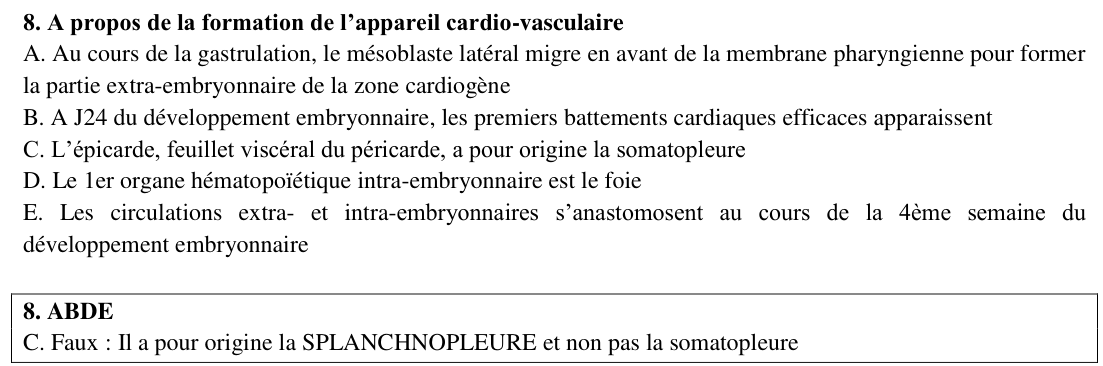 8. A propos de la formation de l’appareil cardio-vasculaire
A. Au cours de la gastrulation, le mésoblaste latéral migre en avant de la membrane pharyngienne pour former
la partie extra-embryonnaire de la zone cardiogène
B. A J24 du développement embryonnaire, les premiers battements cardiaques efficaces apparaissent
C. L’épicarde, feuillet viscéral du péricarde, a pour origine la somatopleure
D. Le 1er organe hématopoïétique intra-embryonnaire est le foie
E. Les circulations extra- et intra-embryonnaires s’anastomosent au cours de la 4ème semaine du
développement embryonnaire
8. ABDE
C. Faux : Il a pour origine la SPLANCHNOPLEURE et non pas la somatopleure